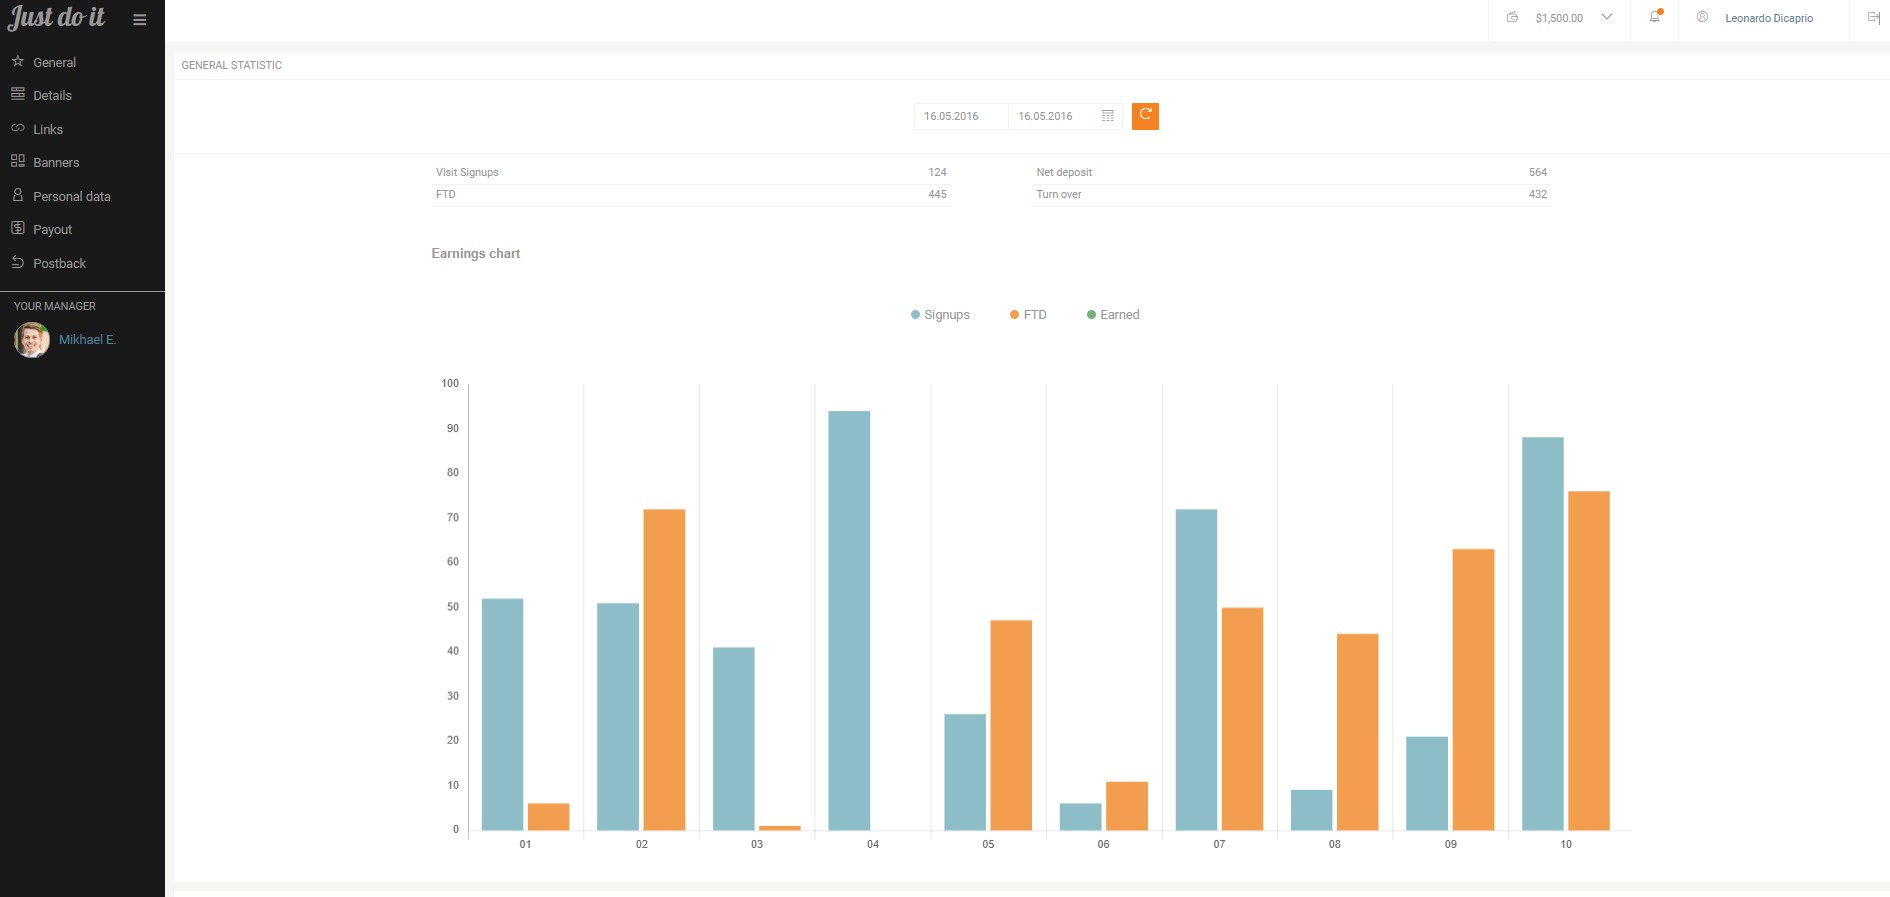 Just do it
$1,500.00
Leonardo Dicaprio
General
Details
Links
Banners
Personal data
Payout
Postback
YOUR MANAGER
Mikhael E.
GENERAL STATISTIC
16.05.2016 16.05.2016
Visit Signups 124
FTD 445
Net deposit 564
Turn over 432
Earnings chart
Signups FTD Earned
100
90
80
70
60
50
40
30
20
10
0
01 02 03 04 05 06 07 08 09 10